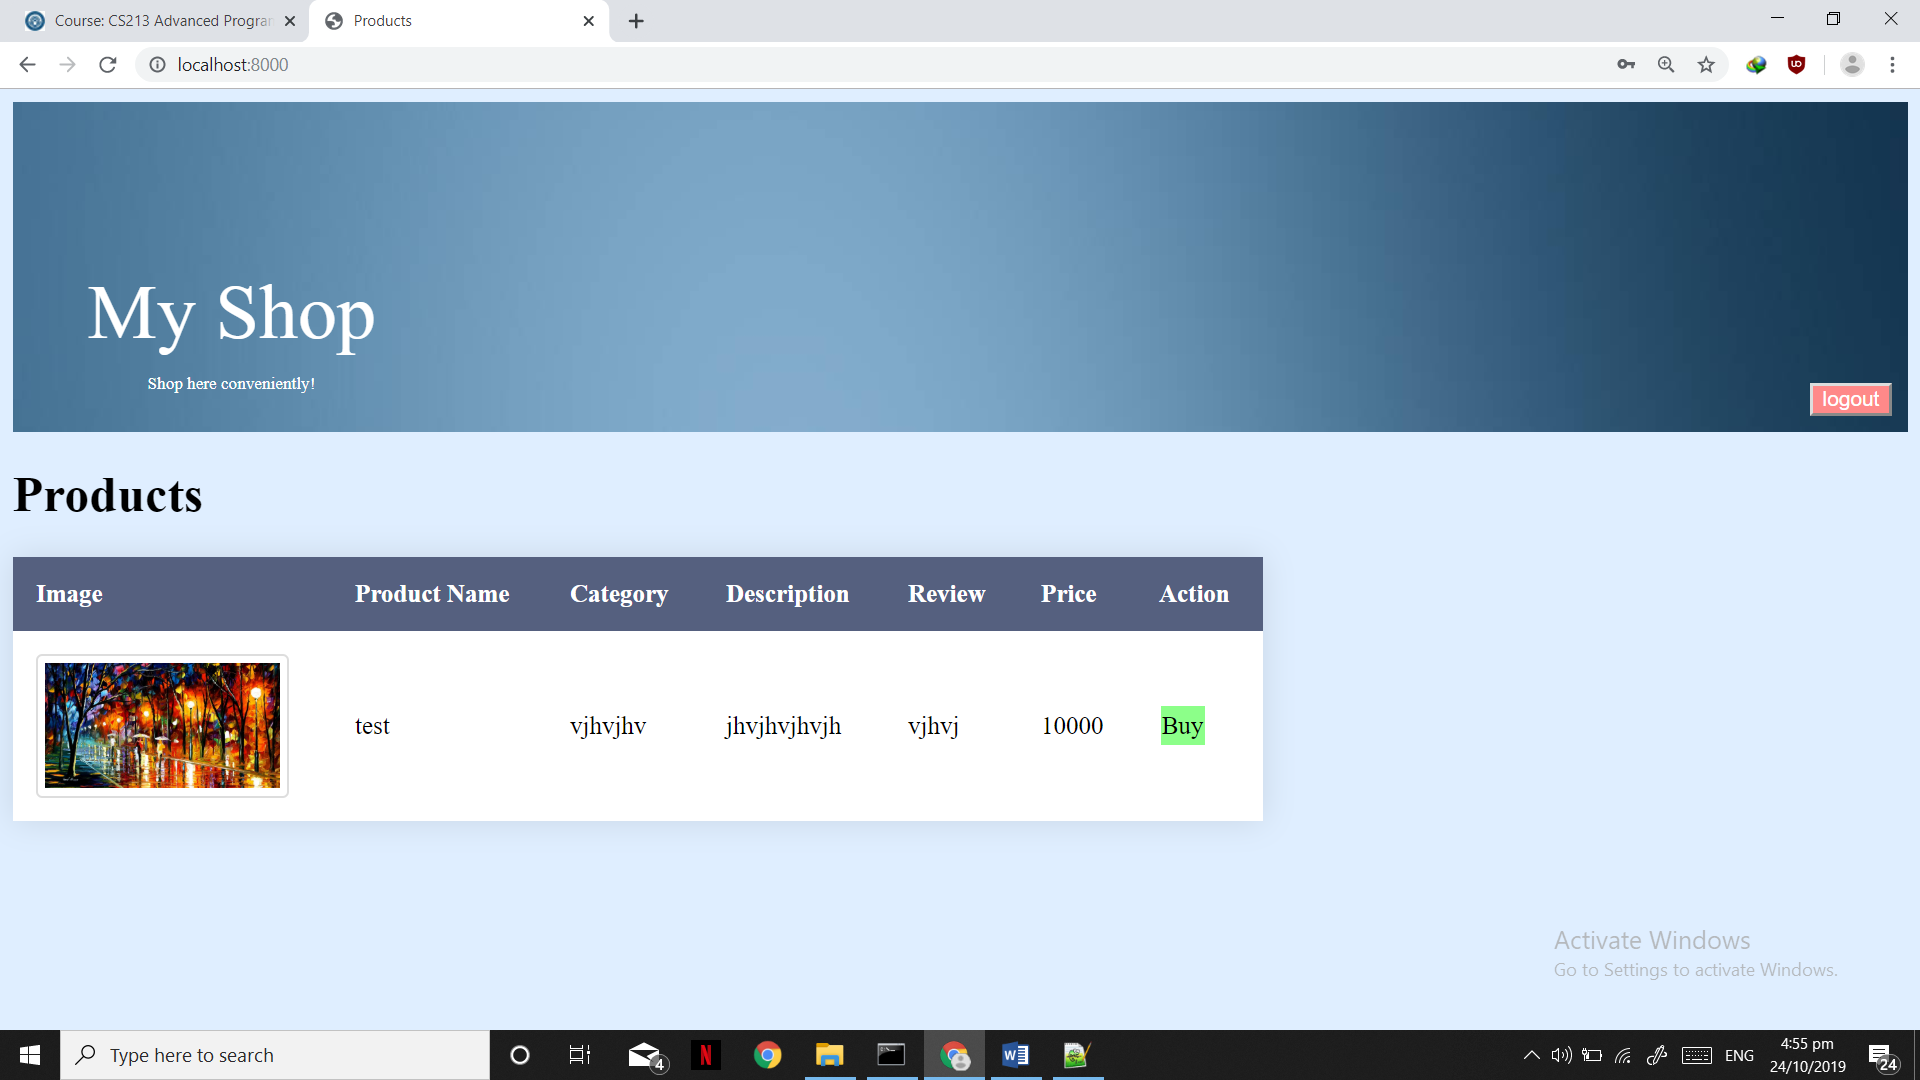 Course: CS213 Advanced Progra
Products
localhost:8000
My Shop
Shop here conveniently!
logout
Products
Image Product Name Category Description Review Price Action
test vjhvjhv jhvjhvjhvjh vjhvj 10000 Buy
Activate Windows
Go to Settings to activate Windows.
Type here to search
4
ENG
4:55 pm
24/10/2019
24